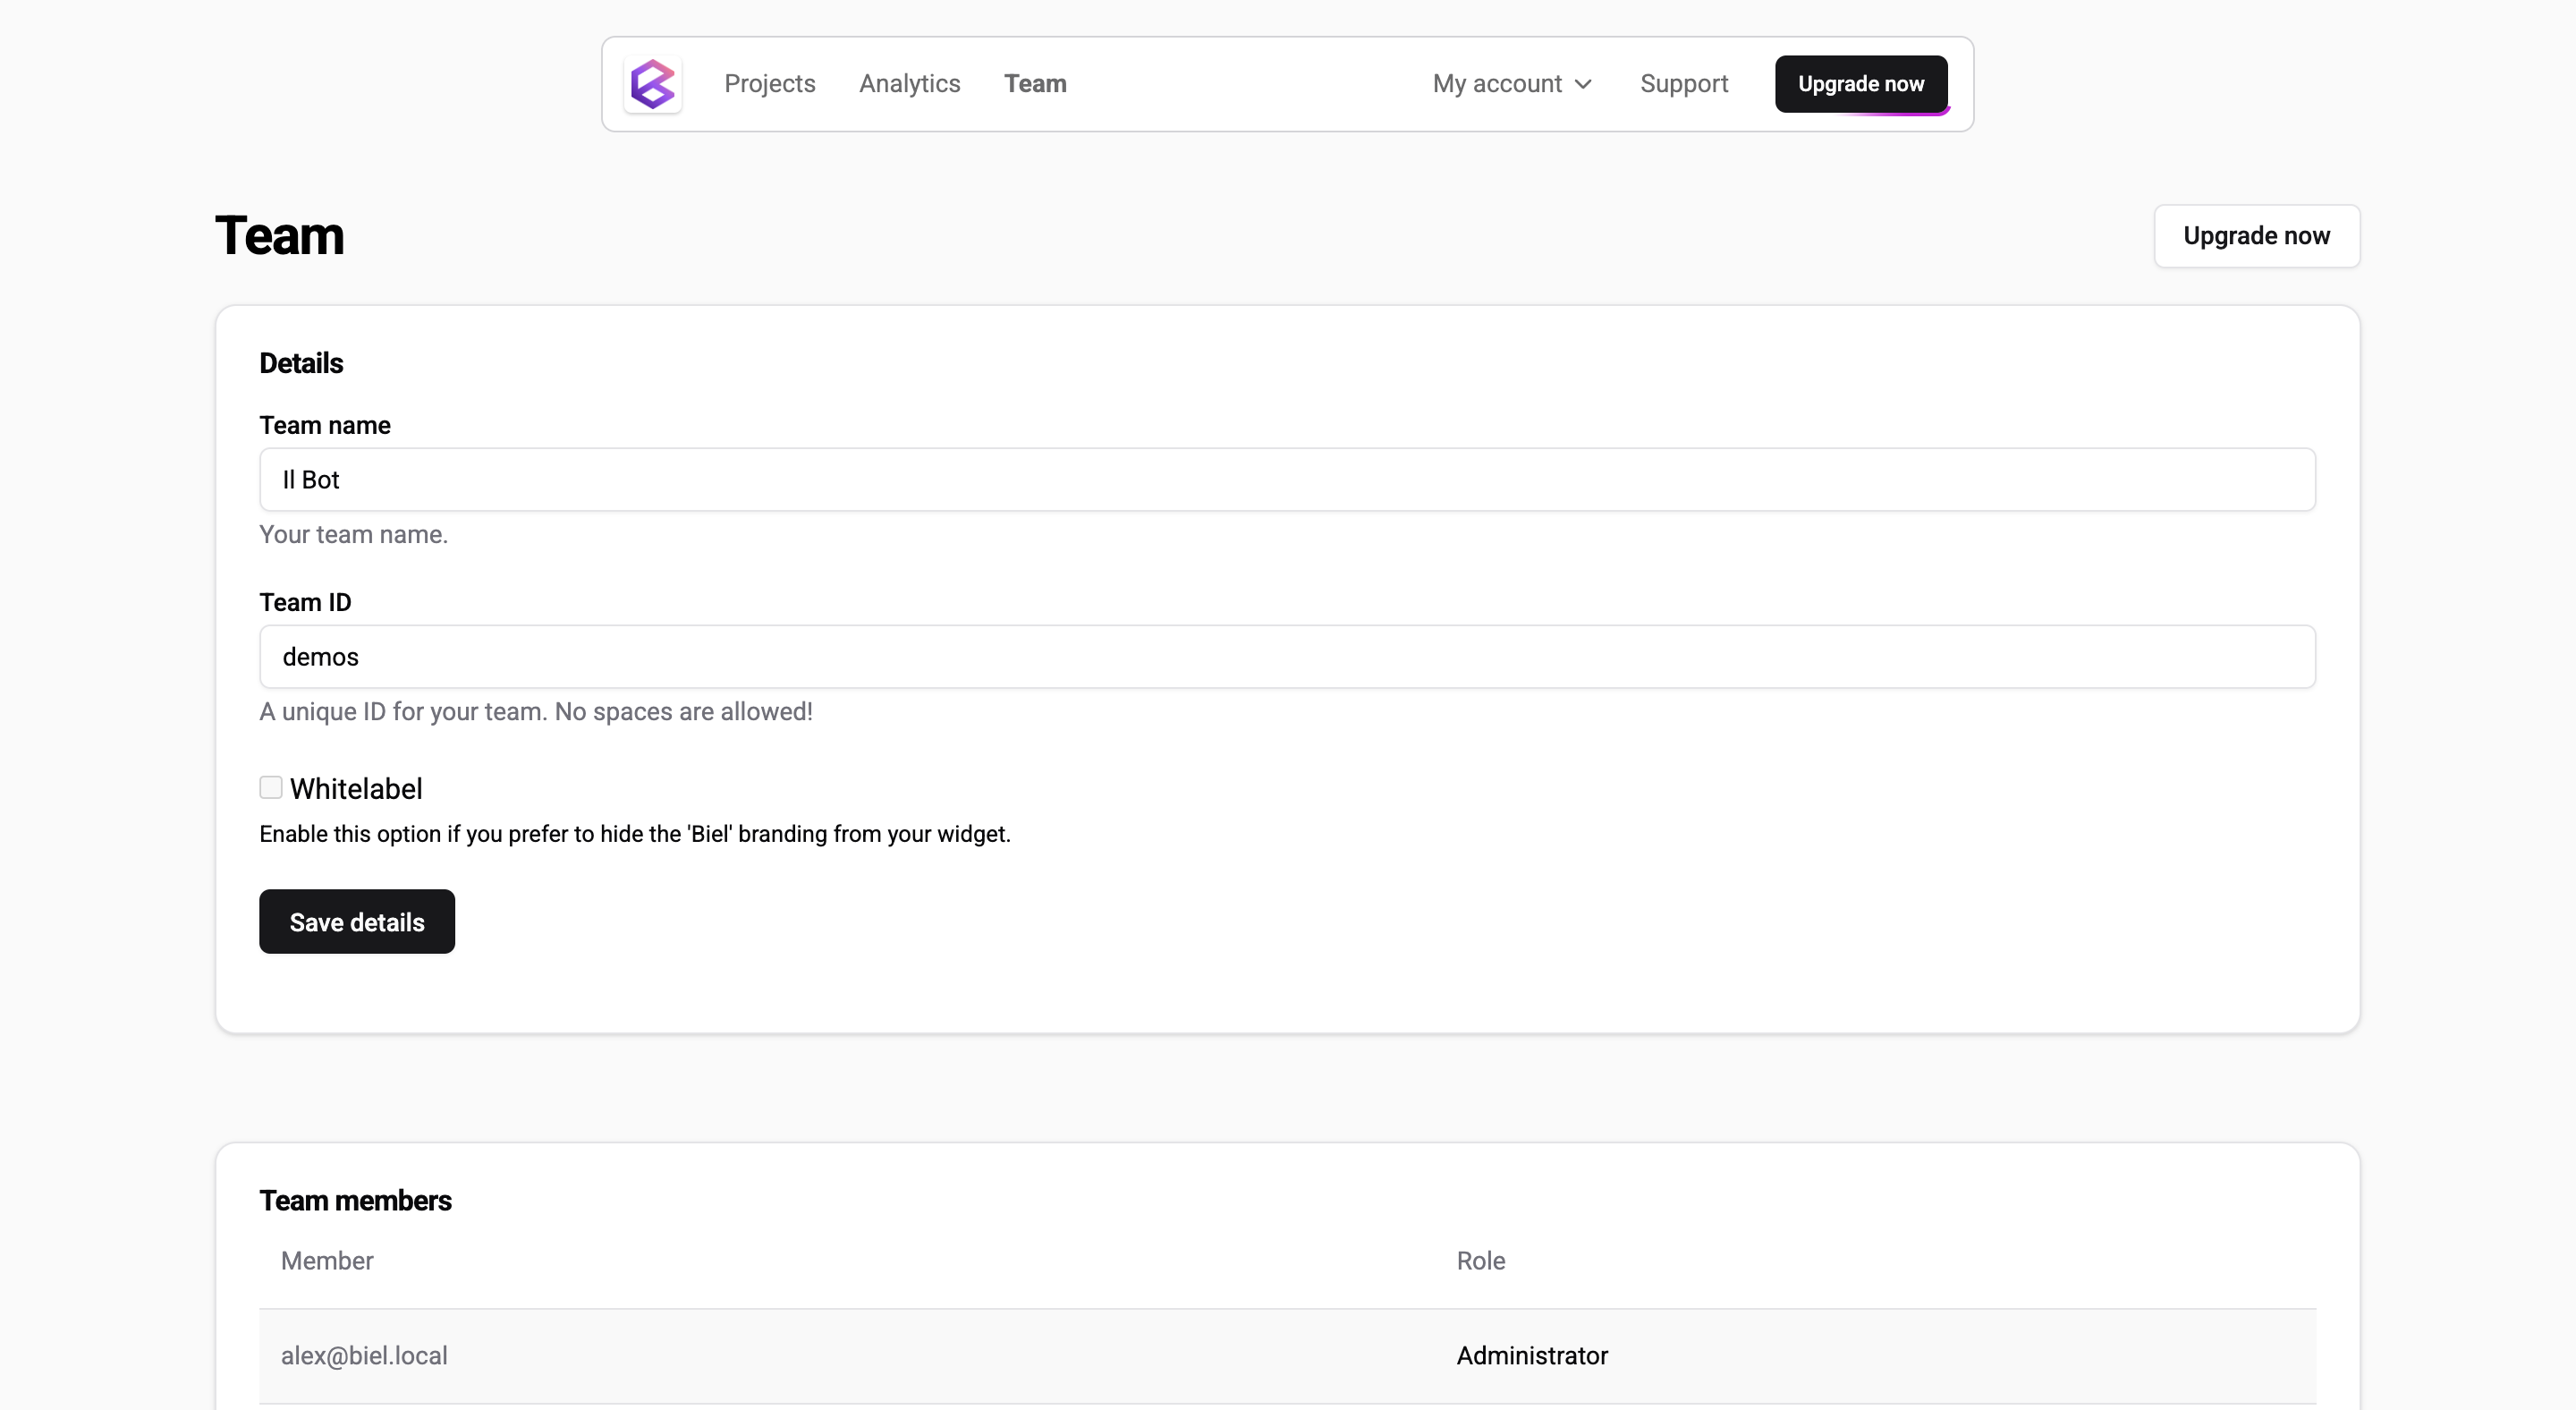 Projects Analytics Team My account Support Upgrade now
Team Upgrade now
Details
Team name
Il Bot
Your team name.
Team ID
demos
A unique ID for your team. No spaces are allowed!
Whitelabel
Enable this option if you prefer to hide the 'Biel' branding from your widget.
Save details
Team members
Member Role
alex@biel.local Administrator